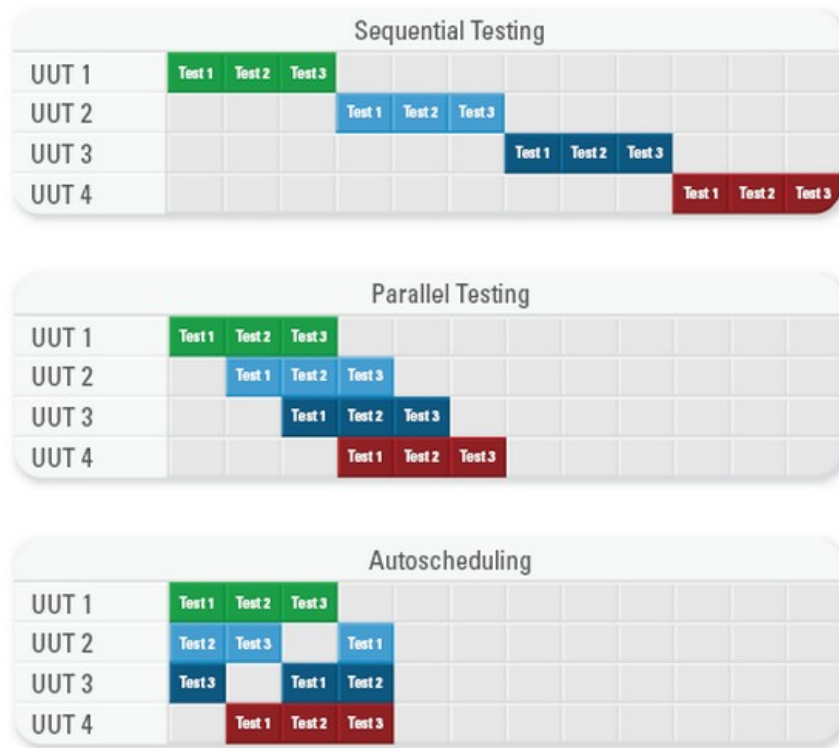 Sequential Testing
UUT 1 Test 1 Test 2 Test 3
UUT 2 Test 1 Test 2 Test 3
UUT 3 Test 1 Test 2 Test 3
UUT 4 Test 1 Test 2 Test 3
Parallel Testing
UUT 1 Test 1 Test 2 Test 3
UUT 2 Test 1 Test 2 Test 3
UUT 3 Test 1 Test 2 Test 3
UUT 4 Test 1 Test 2 Test 3
Autoscheduling
UUT 1 Test 1 Test 2 Test 3
UUT 2 Test 2 Test 3 Test 1
UUT 3 Test 3 Test 1 Test 2
UUT 4 Test 1 Test 2 Test 3